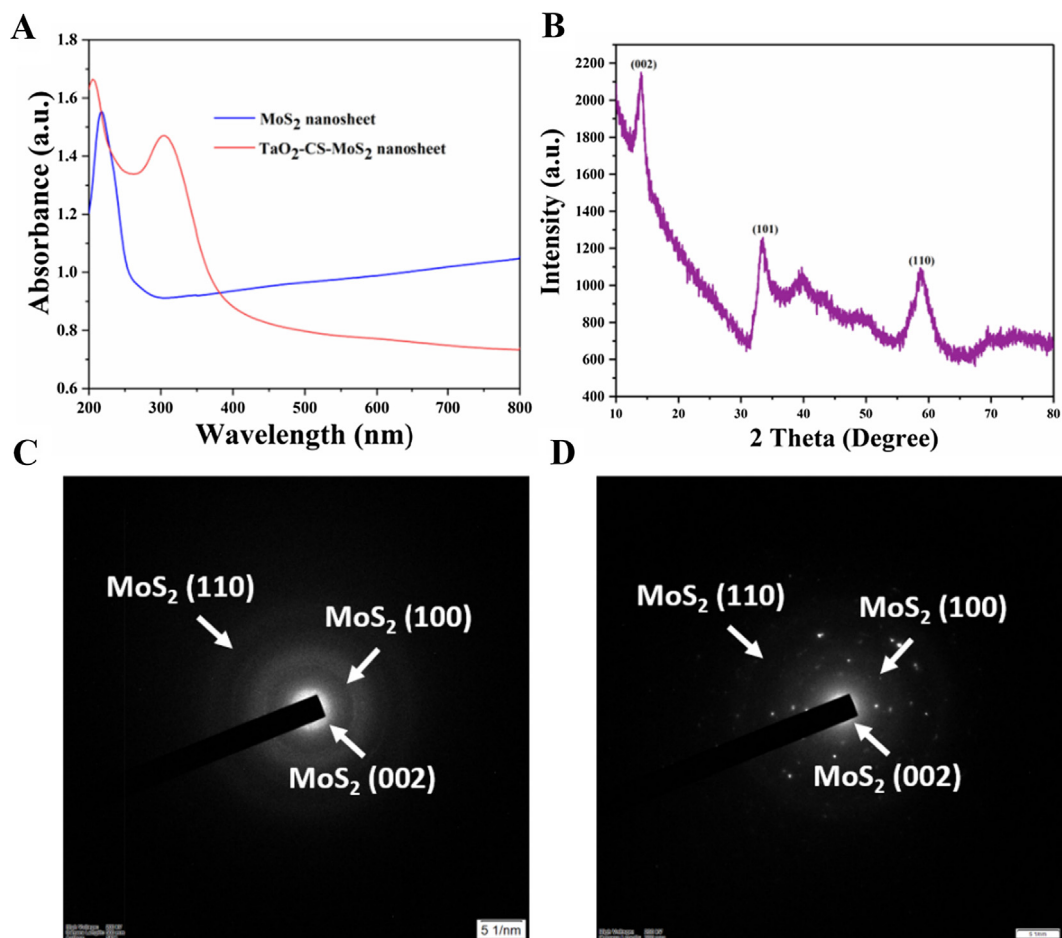 A
1.8
1.6
1.4
1.2
1.0
0.8
0.6
Absorbance (a.u.)
MoS₂ nanosheet
TaO₂-CS-MoS₂ nanosheet
200 300 400 500 600 700 800
Wavelength (nm)
B
2200
2000
1800
1600
1400
1200
1000
800
600
400
Intensity (a.u.)
(002)
(101)
(110)
10 20 30 40 50 60 70 80
2 Theta (Degree)
C
MoS₂ (110)
MoS₂ (100)
MoS₂ (002)
5 1/nm
D
MoS₂ (110)
MoS₂ (100)
MoS₂ (002)
5 1/nm